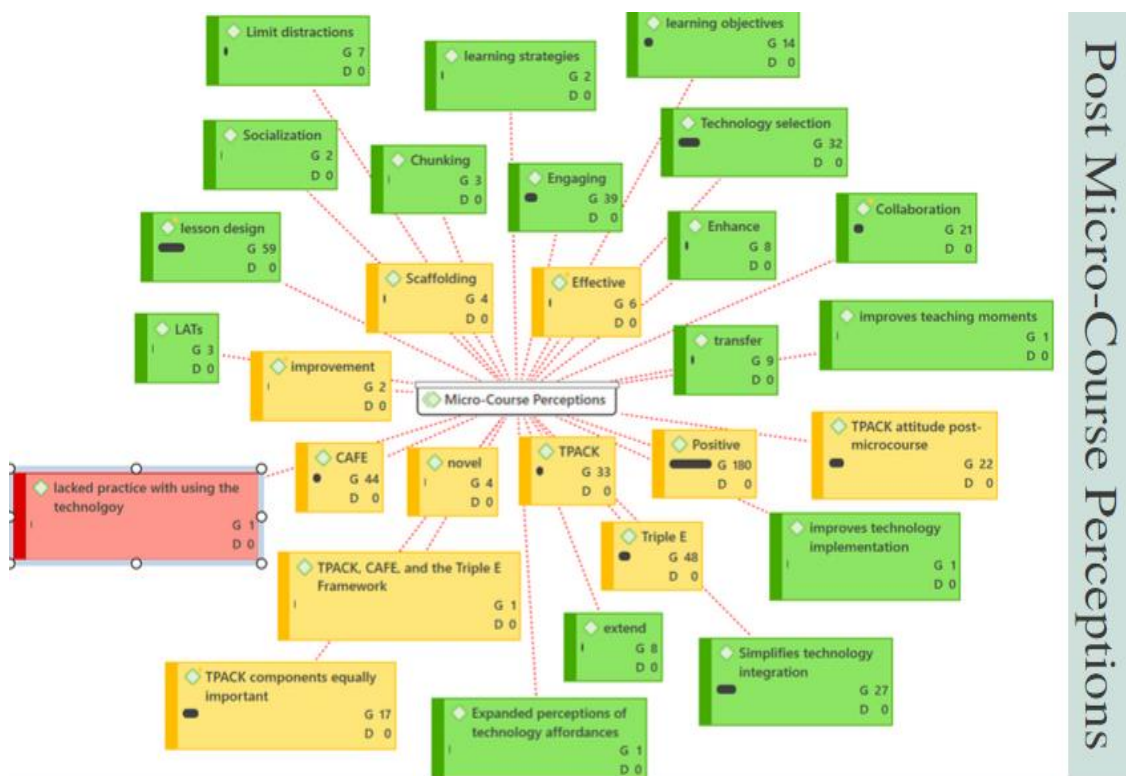 Limit distractions
G 7
D 0
learning strategies
G 2
D 0
learning objectives
G 14
D 0
Socialization
G 2
D 0
Chunking
G 3
D 0
Engaging
G 39
D 0
Technology selection
G 32
D 0
lesson design
G 59
D 0
Scaffolding
G 4
D 0
Effective
G 6
D 0
Enhance
G 8
D 0
Collaboration
G 21
D 0
LATs
G 3
D 0
improvement
G 2
D 0
Micro-Course Perceptions
transfer
G 9
D 0
improves teaching moments
G 1
D 0
lacked practice with using the
technolgoy
G 1
D 0
CAFE
G 44
D 0
novel
G 4
D 0
TPACK
G 33
D 0
Positive
G 180
D 0
TPACK attitude post-
microcourse
G 22
D 0
TPACK, CAFE, and the Triple E
Framework
G 1
D 0
Triple E
G 48
D 0
improves technology
implementation
G 1
D 0
TPACK components equally
important
G 17
D 0
extend
G 8
D 0
Simplifies technology
integration
G 27
D 0
Expanded perceptions of
technology affordances
G 1
D 0
Post Micro-Course Perceptions